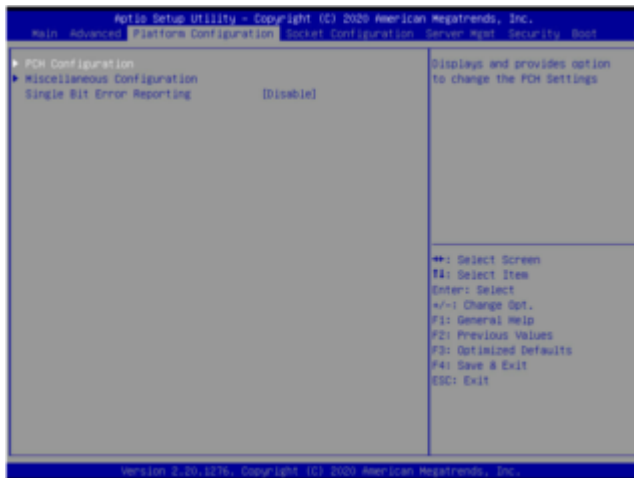 Aptio Setup Utility – Copyright (C) 2020 American Megatrends, Inc.
Main Advanced Platform Configuration Socket Configuration Server Mgmt Security Boot
PCH Configuration
Miscellaneous Configuration
Single Bit Error Reporting [Disable]
Displays and provides option
to change the PCH Settings
↔: Select Screen
↑↓: Select Item
Enter: Select
+/-: Change Opt.
F1: General Help
F2: Previous Values
F3: Optimized Defaults
F4: Save & Exit
ESC: Exit
Version 2.20.1276. Copyright (C) 2020 American Megatrends, Inc.